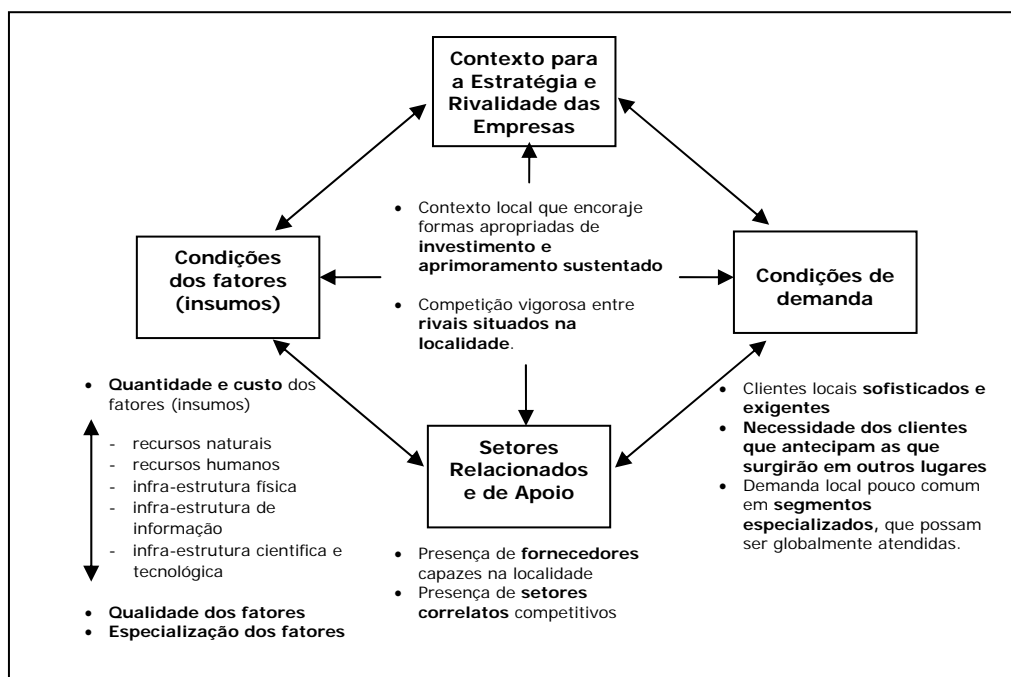 Contexto para
a Estratégia e
Rivalidade das
Empresas
• Contexto local que encoraje
formas apropriadas de
investimento e
aprimoramento sustentado
• Competição vigorosa entre
rivais situados na
localidade.
Condições
dos fatores
(insumos)
Condições de
demanda
• Quantidade e custo dos
fatores (insumos)
- recursos naturais
- recursos humanos
- infra-estrutura física
- infra-estrutura de
informação
- infra-estrutura cientifica e
tecnológica
• Qualidade dos fatores
• Especialização dos fatores
Setores
Relacionados
e de Apoio
• Presença de fornecedores
capazes na localidade
• Presença de setores
correlatos competitivos
• Clientes locais sofisticados e
exigentes
• Necessidade dos clientes
que antecipam as que
surgirão em outros lugares
• Demanda local pouco comum
em segmentos
especializados, que possam
ser globalmente atendidas.